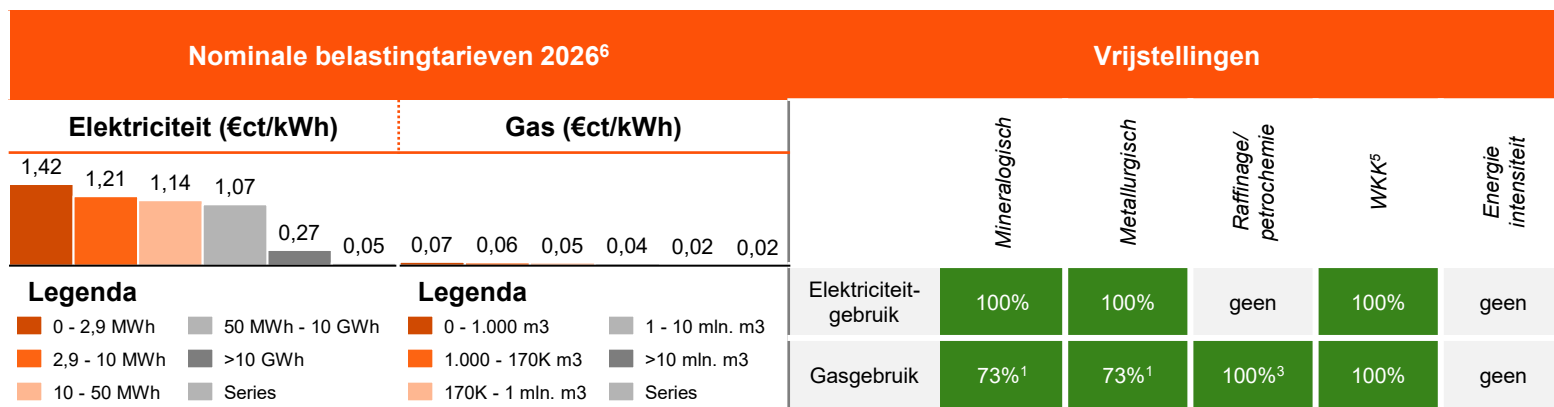 Nominale belastingtarieven 2026⁶
Vrijstellingen
Elektriciteit (€ct/kWh)
Gas (€ct/kWh)
Mineralogisch
Metallurgisch
Raffinage/
petrochemie
WKK⁵
Energie
intensiteit
1,42
1,21
1,14
1,07
0,27
0,05
0,07
0,06
0,05
0,04
0,02
0,02
Legenda
0 - 2,9 MWh
50 MWh - 10 GWh
2,9 - 10 MWh
>10 GWh
10 - 50 MWh
Series
Legenda
0 - 1.000 m3
1 - 10 mln. m3
1.000 - 170K m3
>10 mln. m3
170K - 1 mln. m3
Series
Elektriciteit-
gebruik
100%
100%
geen
100%
geen
Gasgebruik
73%¹
73%¹
100%³
100%
geen